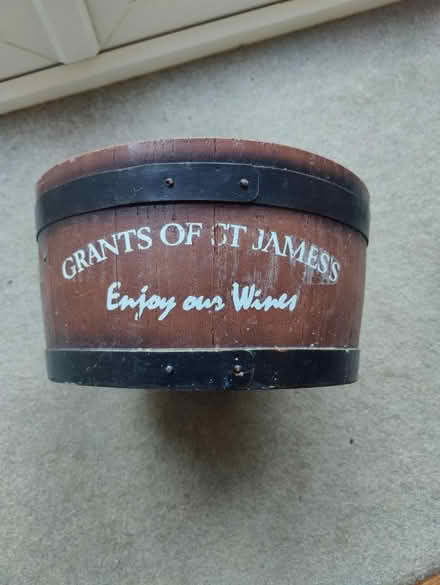 GRANTS OF ST JAMES'S
Enjoy our Wines